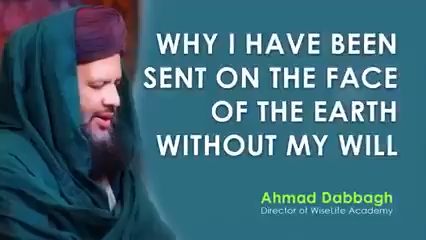 WHY I HAVE BEEN
SENT ON THE FACE
OF THE EARTH
WITHOUT MY WILL
Ahmad Dabbagh
Director of WiseLife Academy